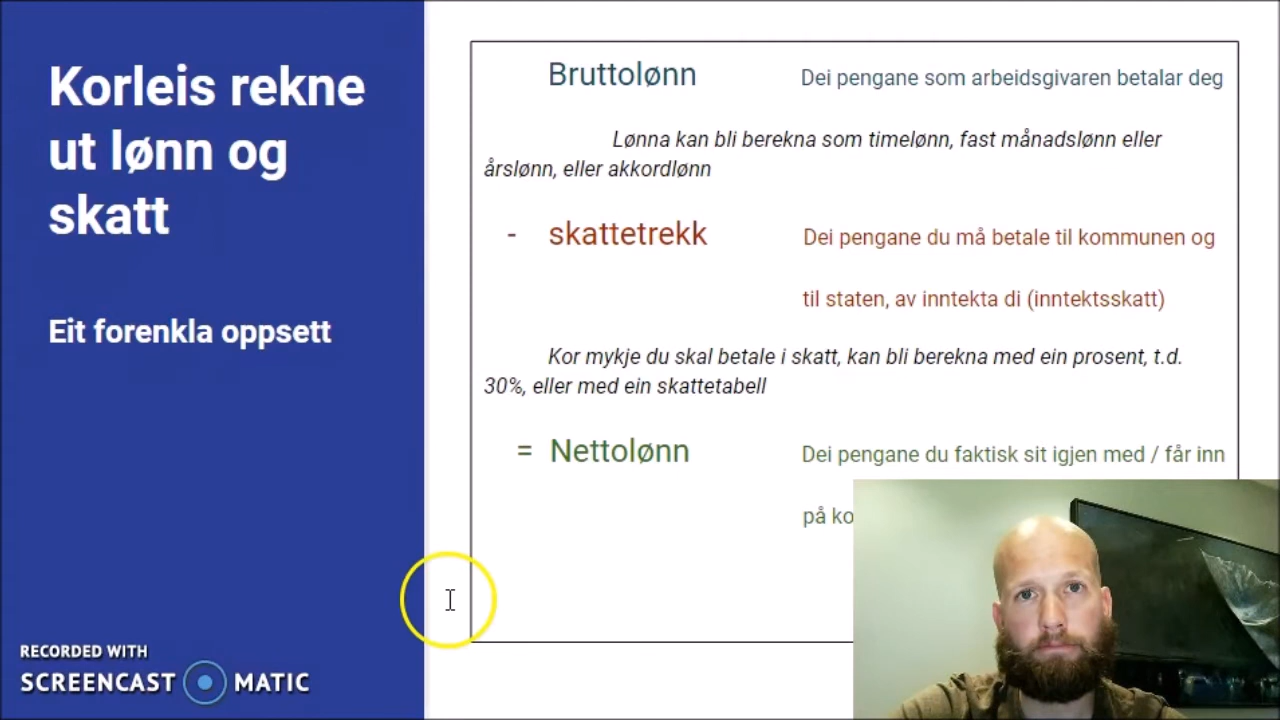 Korleis rekne
ut lønn og
skatt
Eit forenkla oppsett
RECORDED WITH
SCREENCAST MATIC
Bruttolønn Dei pengane som arbeidsgivaren betalar deg
Lønna kan bli berekna som timelønn, fast månadslønn eller
årslønn, eller akkordlønn
- skattetrekk Dei pengane du må betale til kommunen og
til staten, av inntekta di (inntektsskatt)
Kor mykje du skal betale i skatt, kan bli berekna med ein prosent, t.d.
30%, eller med ein skattetabell
= Nettolønn Dei pengane du faktisk sit igjen med / får inn
på